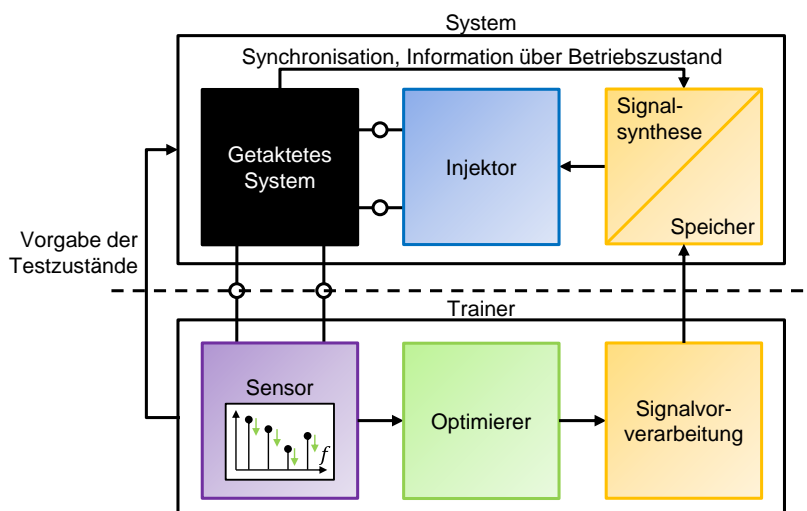 System
Synchronisation, Information über Betriebszustand
Getaktetes
System
Injektor
Signal-
synthese
Speicher
Vorgabe der
Testzustände
Trainer
Sensor
f
Optimierer
Signalvor-
verarbeitung